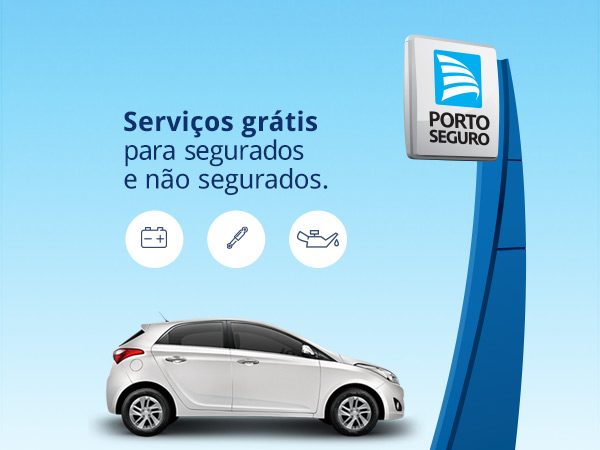 Serviços grátis
para segurados
e não segurados.
PORTO
SEGURO